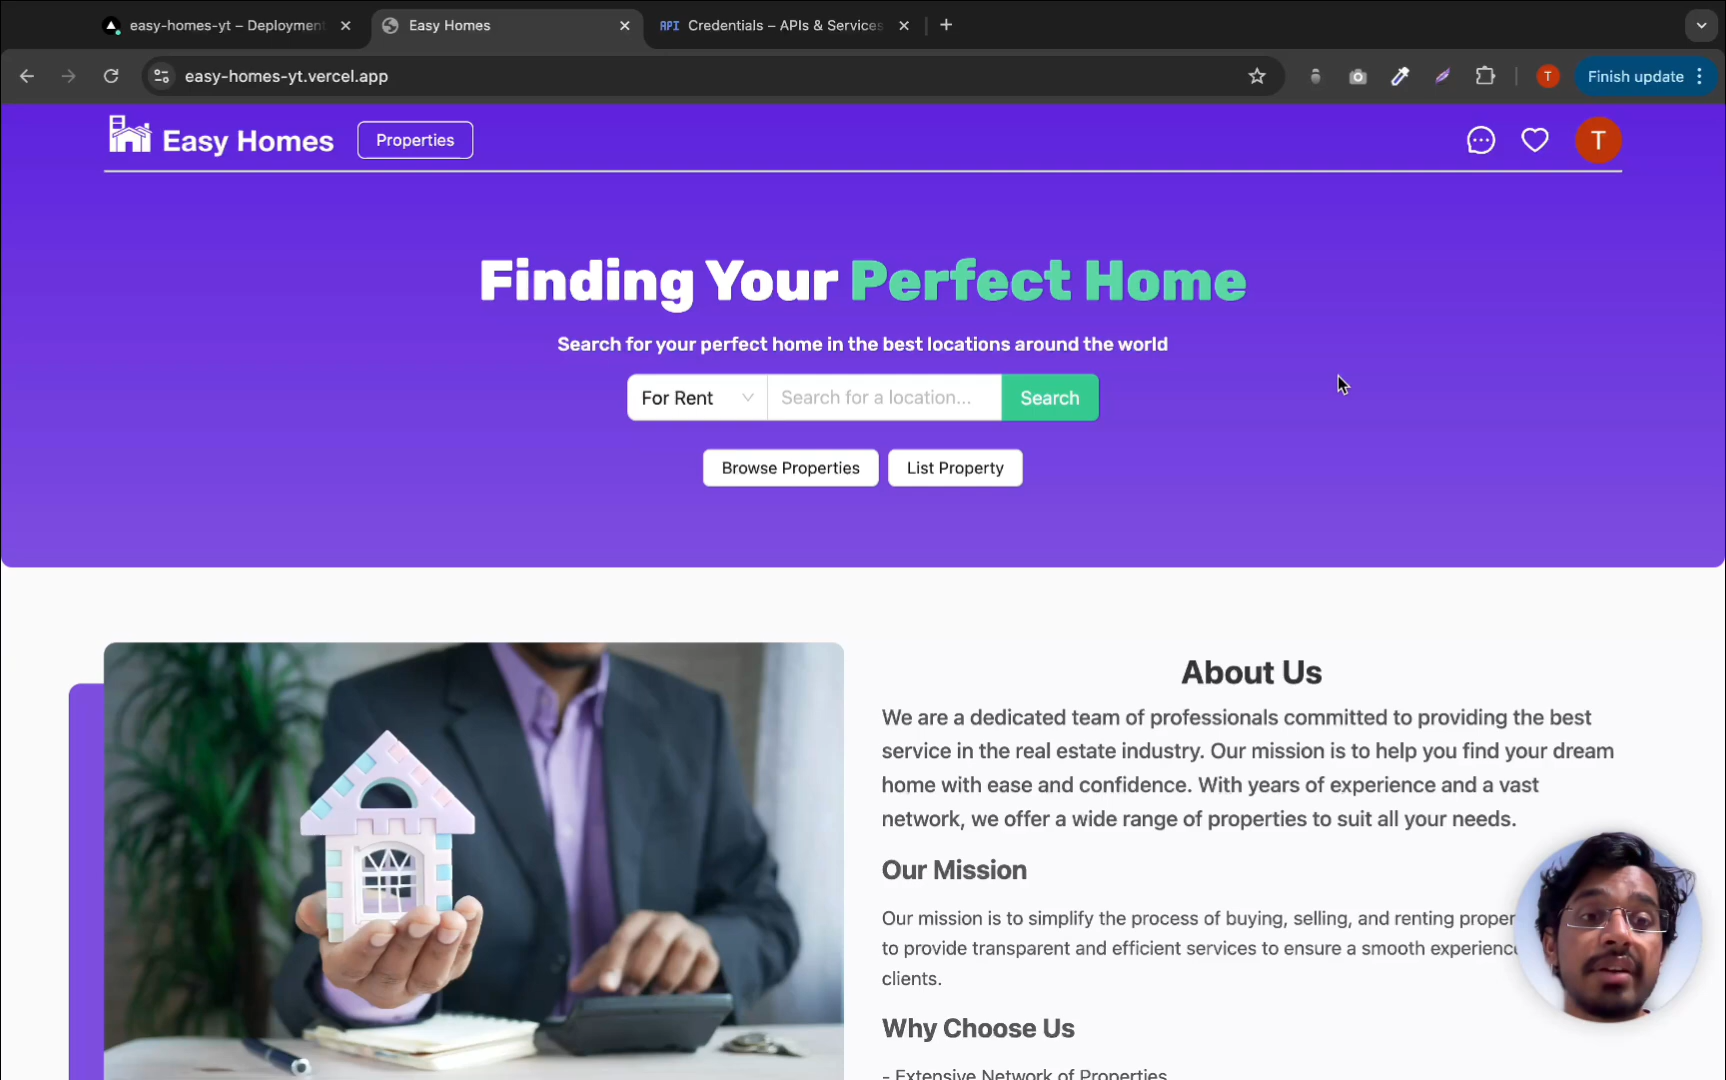 easy-homes-yt – Deployment
Easy Homes
API Credentials – APIs & Services
easy-homes-yt.vercel.app
T
Finish update
Easy Homes
Properties
T
Finding Your Perfect Home
Search for your perfect home in the best locations around the world
For Rent
Search for a location...
Search
Browse Properties
List Property
About Us
We are a dedicated team of professionals committed to providing the best
service in the real estate industry. Our mission is to help you find your dream
home with ease and confidence. With years of experience and a vast
network, we offer a wide range of properties to suit all your needs.
Our Mission
Our mission is to simplify the process of buying, selling, and renting
to provide transparent and efficient services to ensure a smooth experience
clients.
Why Choose Us
- Extensive Network of Properties